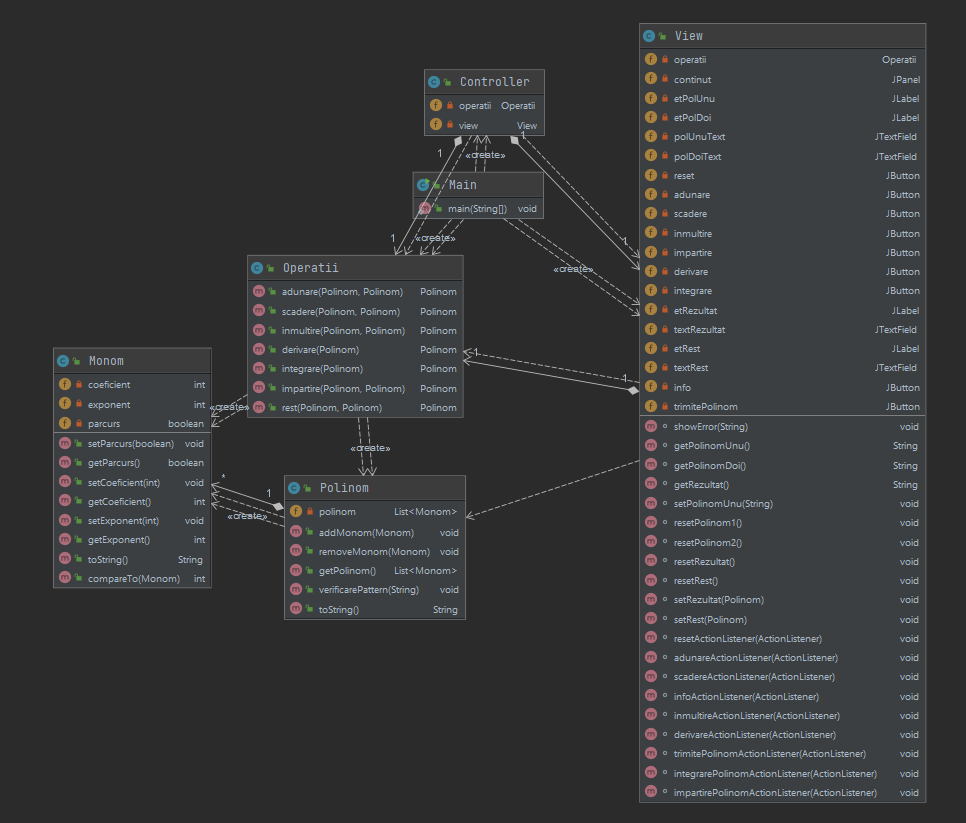 Controller
operatii Operatii
view View
1
1
«create»
Main
main(String[]) void
1
«create»
«create»
1
Operatii
adunare(Polinom, Polinom) Polinom
scadere(Polinom, Polinom) Polinom
inmultire(Polinom, Polinom) Polinom
derivare(Polinom) Polinom
integrare(Polinom) Polinom
impartire(Polinom, Polinom) Polinom
rest(Polinom, Polinom) Polinom
1
1
«create»
«create»
Monom
coeficient int
exponent int
parcurs boolean
setParcurs(boolean) void
getParcurs() boolean
setCoeficient(int) void
getCoeficient() int
setExponent(int) void
getExponent() int
toString() String
compareTo(Monom) int
*
1
«create»
Polinom
polinom List<Monom>
addMonom(Monom) void
removeMonom(Monom) void
getPolinom() List<Monom>
verificarePattern(String) void
toString() String
View
operatii Operatii
continut JPanel
etPolUnu JLabel
etPolDoi JLabel
polUnuText JTextField
polDoiText JTextField
reset JButton
adunare JButton
scadere JButton
inmultire JButton
impartire JButton
derivare JButton
integrare JButton
etRezultat JLabel
textRezultat JTextField
etRest JLabel
textRest JTextField
info JButton
trimitePolinom JButton
showError(String) void
getPolinomUnu() String
getPolinomDoi() String
getRezultat() String
setPolinomUnu(String) void
resetPolinom1() void
resetPolinom2() void
resetRezultat() void
resetRest() void
setRezultat(Polinom) void
setRest(Polinom) void
resetActionListener(ActionListener) void
adunareActionListener(ActionListener) void
scadereActionListener(ActionListener) void
infoActionListener(ActionListener) void
inmultireActionListener(ActionListener) void
derivareActionListener(ActionListener) void
trimitePolinomActionListener(ActionListener) void
integrarePolinomActionListener(ActionListener) void
impartirePolinomActionListener(ActionListener) void